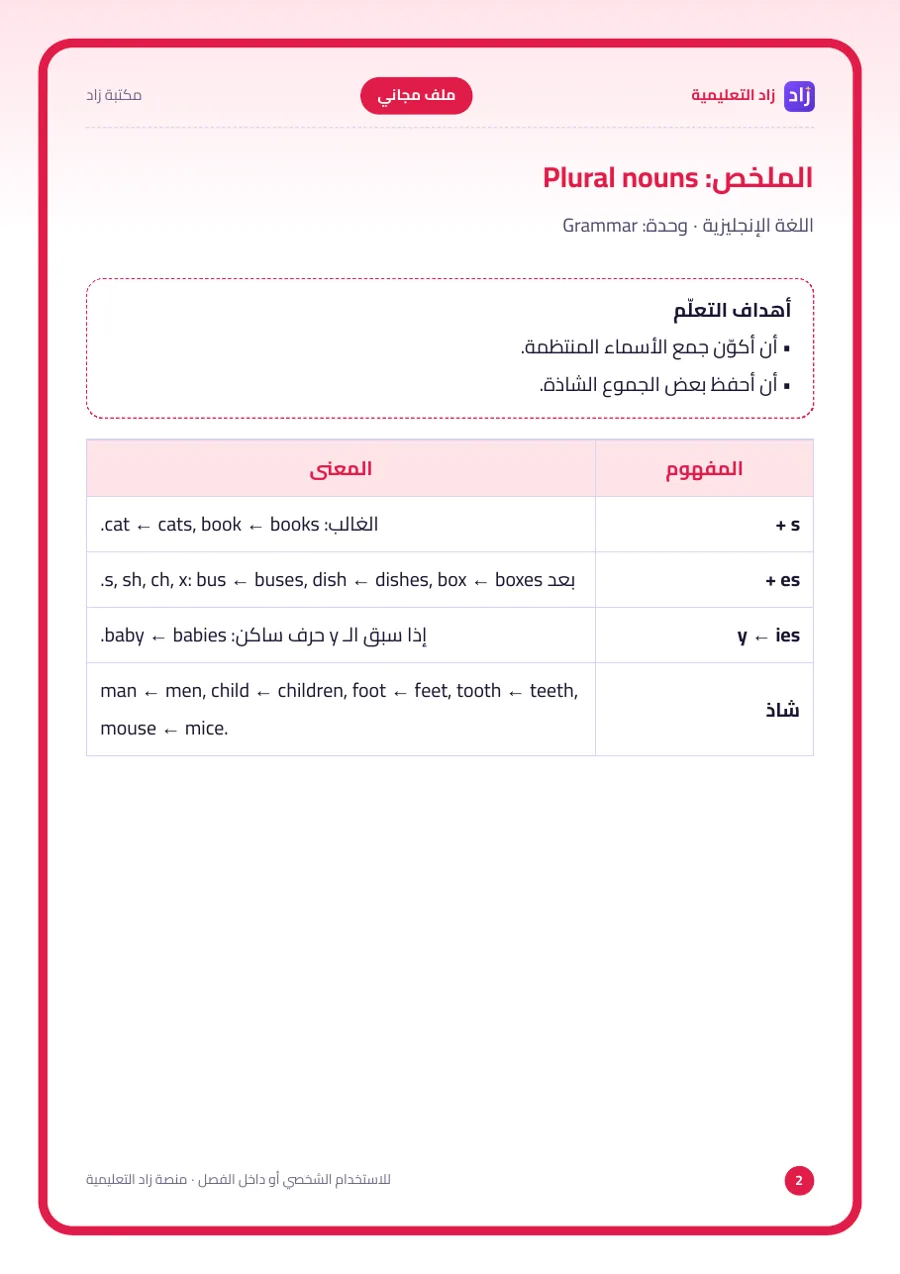 زاد زاد التعليمية
ملف مجاني
مكتبة زاد
الملخص: Plural nouns
اللغة الإنجليزية · وحدة: Grammar
أهداف التعلّم
▪ أن أكوّن جمع الأسماء المنتظمة.
▪ أن أحفظ بعض الجموع الشاذة.
المفهوم
المعنى
+ s
الغالب: cat ← cats, book ← books.
+ es
بعد s, sh, ch, x: bus ← buses, dish ← dishes, box ← boxes.
y ← ies
إذا سبق الـ y حرف ساكن: baby ← babies.
شاذ
man ← men, child ← children, foot ← feet, tooth ← teeth,
mouse ← mice.
2
للاستخدام الشخصي أو داخل الفصل · منصة زاد التعليمية